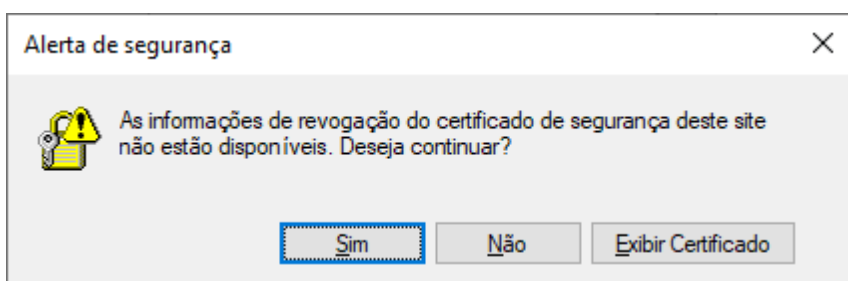 Alerta de segurança
As informações de revogação do certificado de segurança deste site
não estão disponíveis. Deseja continuar?
Sim
Não
Exibir Certificado